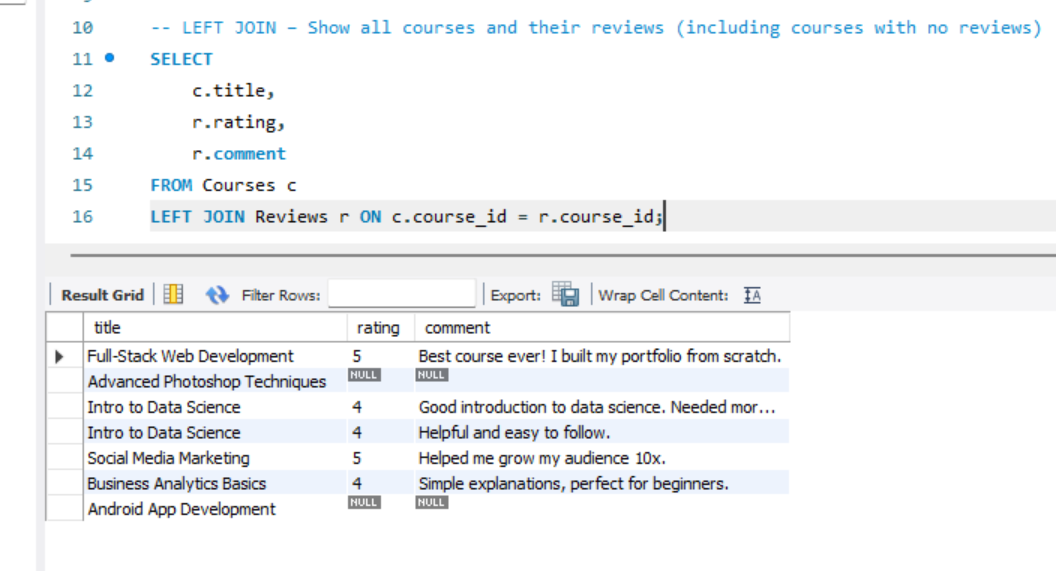 10 -- LEFT JOIN – Show all courses and their reviews (including courses with no reviews)
11 SELECT
12 c.title,
13 r.rating,
14 r.comment
15 FROM Courses c
16 LEFT JOIN Reviews r ON c.course_id = r.course_id;
Result Grid Filter Rows: Export: Wrap Cell Content: IA
title rating comment
Full-Stack Web Development 5 Best course ever! I built my portfolio from scratch.
Advanced Photoshop Techniques NULL NULL
Intro to Data Science 4 Good introduction to data science. Needed mor...
Intro to Data Science 4 Helpful and easy to follow.
Social Media Marketing 5 Helped me grow my audience 10x.
Business Analytics Basics 4 Simple explanations, perfect for beginners.
Android App Development NULL NULL